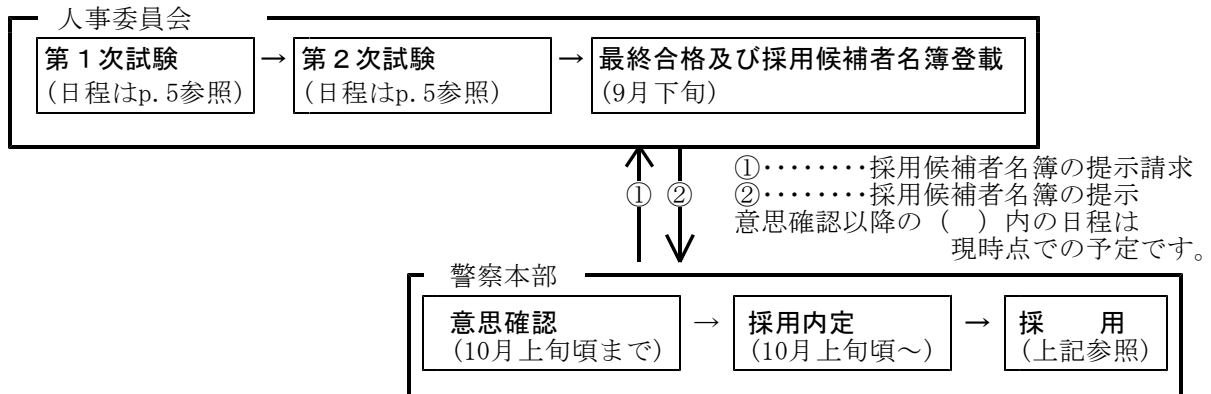 人事委員会
第１次試験 → 第２次試験 → 最終合格及び採用候補者名簿登載
(日程はp.5参照) (日程はp.5参照) (9月下旬)
① ②
①････････採用候補者名簿の提示請求
②････････採用候補者名簿の提示
意思確認以降の（　）内の日程は
現時点での予定です。
警察本部
意思確認 → 採用内定 → 採　　用
(10月上旬頃まで) (10月上旬頃～) (上記参照)